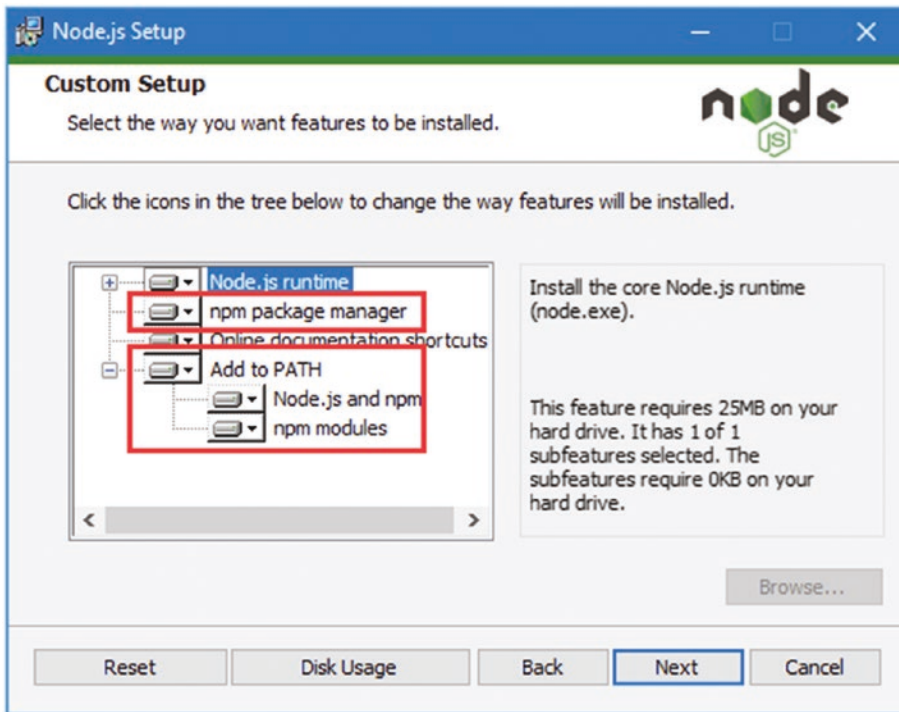 Node.js Setup
Custom Setup
Select the way you want features to be installed.
node
JS
Click the icons in the tree below to change the way features will be installed.
Node.js runtime
npm package manager
Online documentation shortcuts
Add to PATH
Node.js and npm
npm modules
Install the core Node.js runtime
(node.exe).
This feature requires 25MB on your
hard drive. It has 1 of 1
subfeatures selected. The
subfeatures require 0KB on your
hard drive.
Browse...
Reset
Disk Usage
Back
Next
Cancel